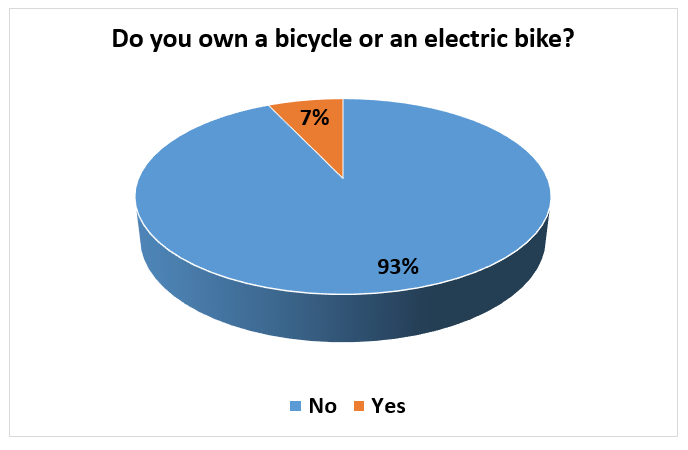 Do you own a bicycle or an electric bike?
7%
93%
No Yes